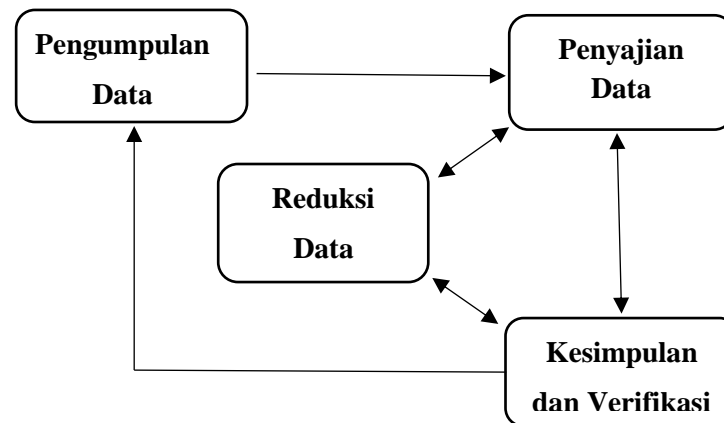 Pengumpulan
Data
Penyajian
Data
Reduksi
Data
Kesimpulan
dan Verifikasi